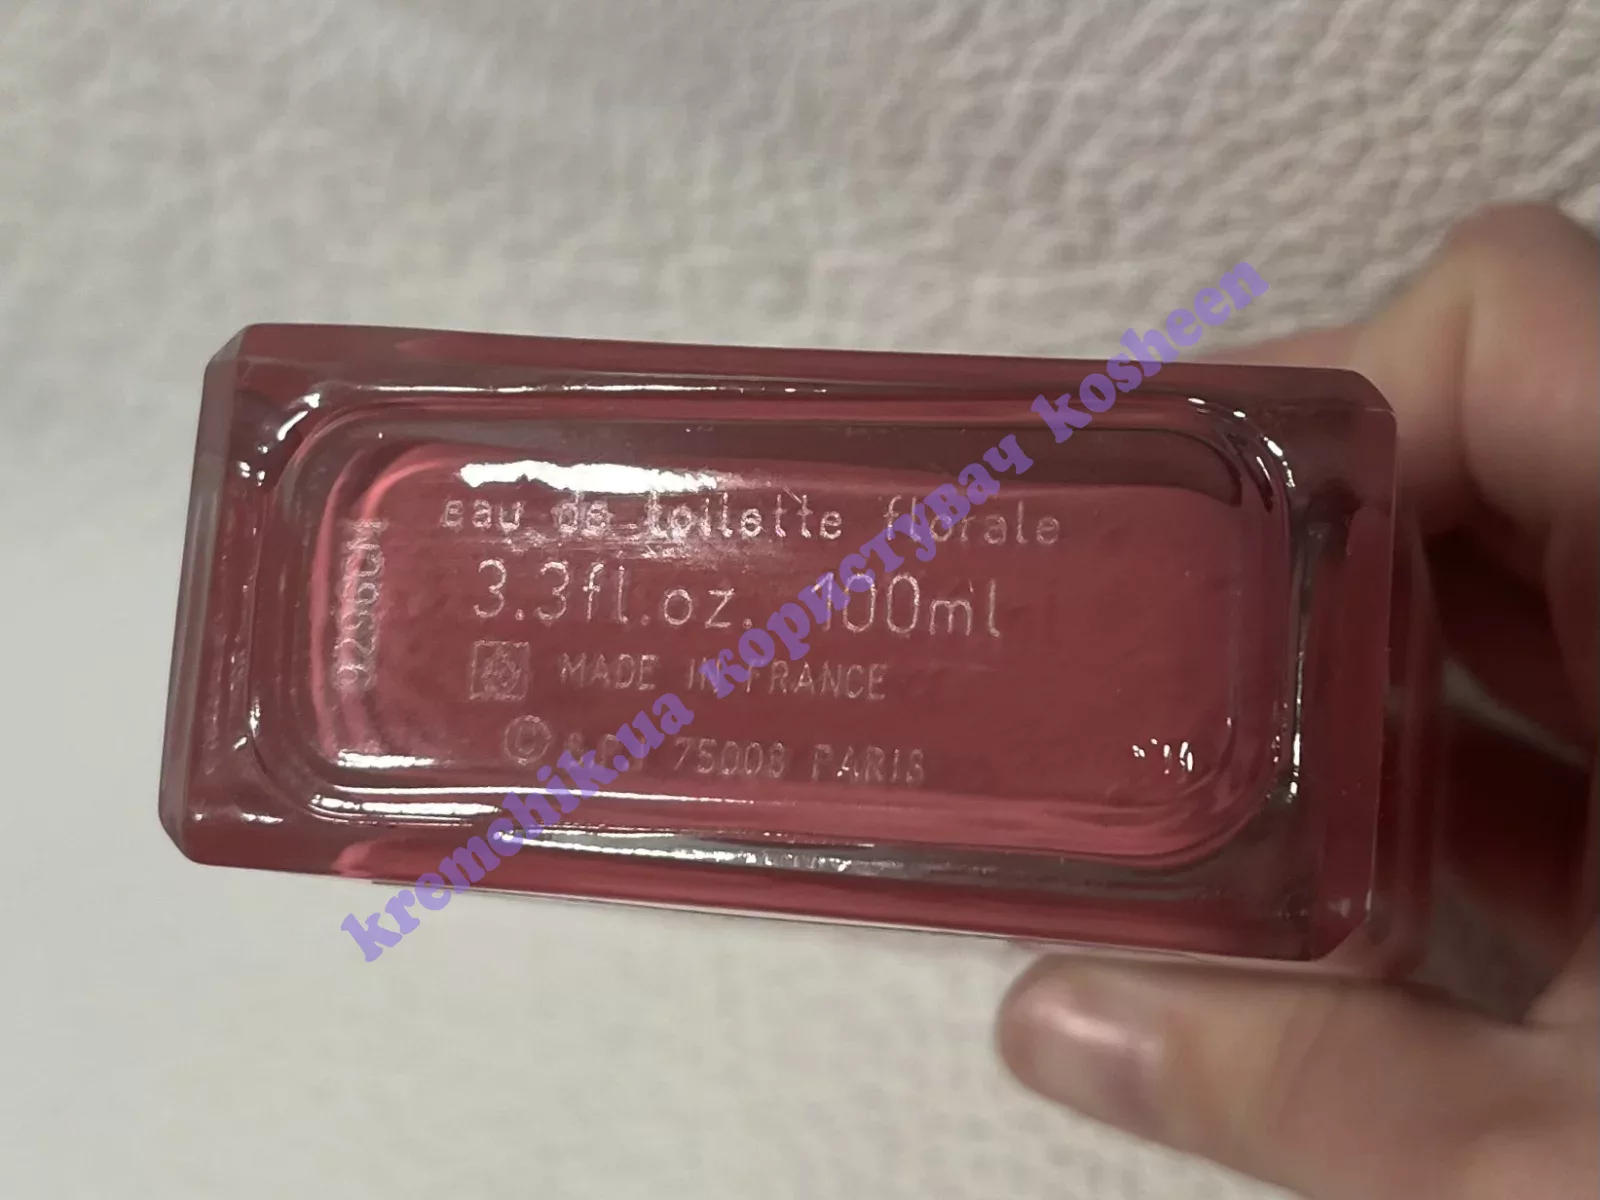 eau de toilette florale
3.3fl.oz. 100ml
MADE IN FRANCE
© 75008 PARIS
kremchik.ua користувач kosheen